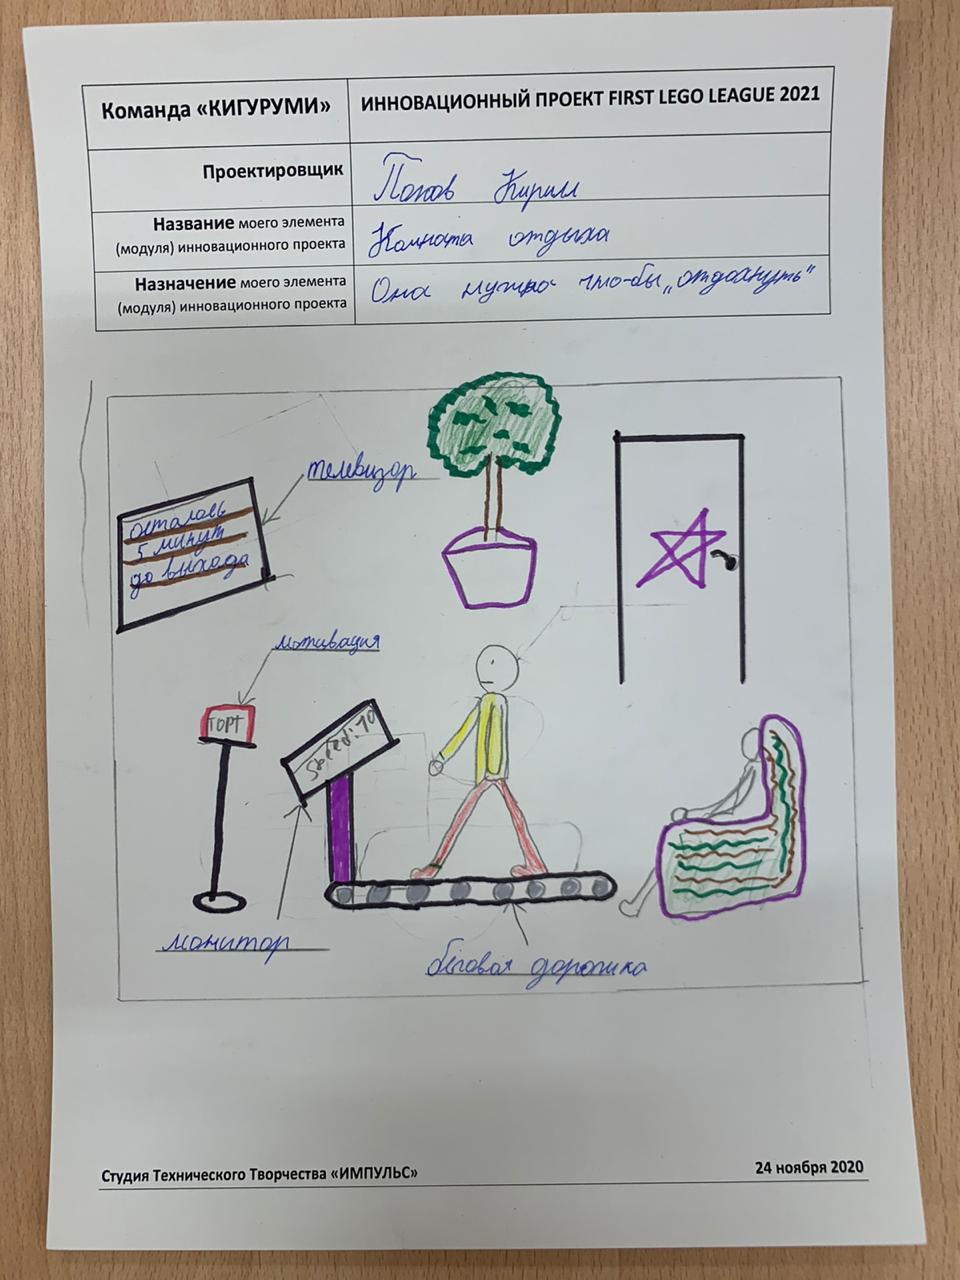 Команда «КИГУРУМИ»
ИННОВАЦИОННЫЙ ПРОЕКТ FIRST LEGO LEAGUE 2021
Проектировщик
Попов Кирилл
Название моего элемента
(модуля) инновационного проекта
Комната отдыха
Назначение моего элемента
(модуля) инновационного проекта
Она нужна что-бы „отдохнуть"
телевизор
осталось
5 минут
до выхода
мотивация
ТОРТ
Speed:10
монитор
беговая дорожка
Студия Технического Творчества «ИМПУЛЬС»
24 ноября 2020